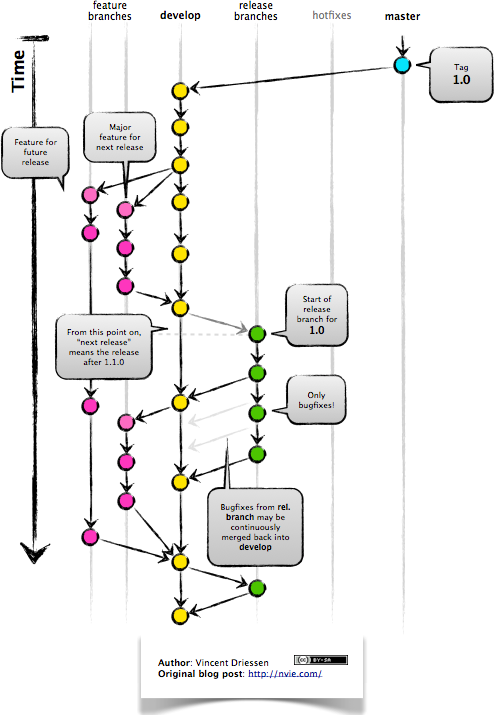 feature
branches
develop
release
branches
hotfixes
master
Time
Tag
1.0
Major
feature for
next release
Feature for
future
release
Start of
release
branch for
1.0
From this point on,
“next release”
means the release
after 1.1.0
Only
bugfixes!
Bugfixes from rel.
branch may be
continuously
merged back into
develop
Author: Vincent Driessen
Original blog post: http://nvie.com/
(cc) BY-SA